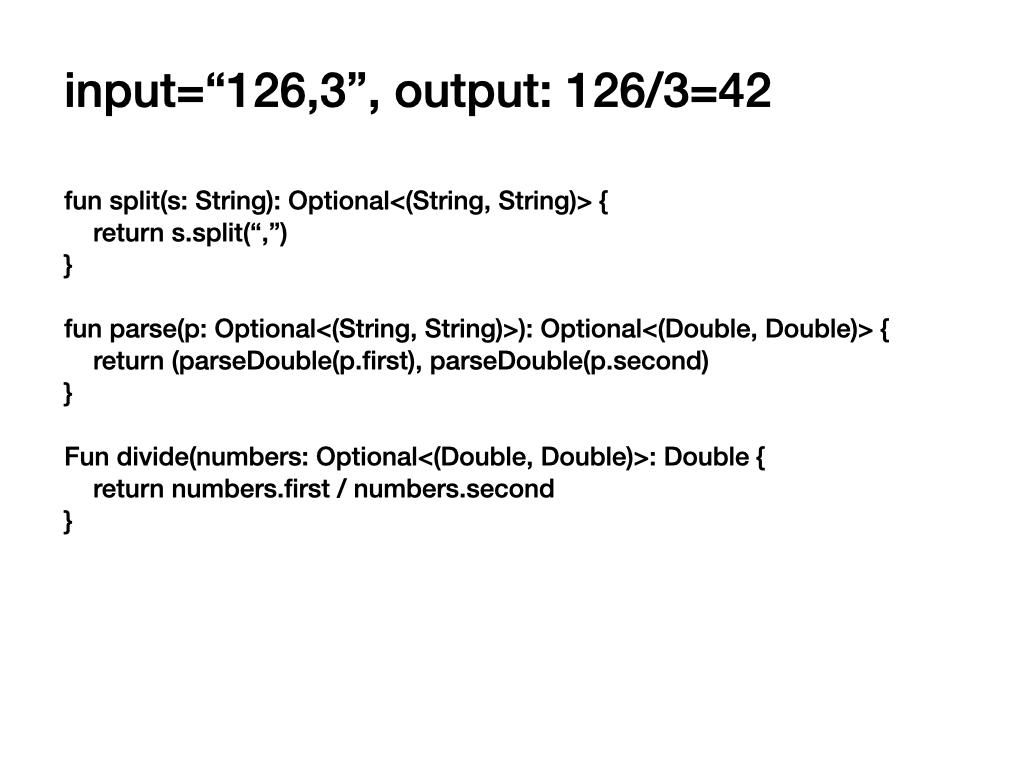 input=“126,3”, output: 126/3=42
fun split(s: String): Optional<(String, String)> {
return s.split(“,”)
}
fun parse(p: Optional<(String, String)>): Optional<(Double, Double)> {
return (parseDouble(p.first), parseDouble(p.second)
}
Fun divide(numbers: Optional<(Double, Double)>: Double {
return numbers.first / numbers.second
}